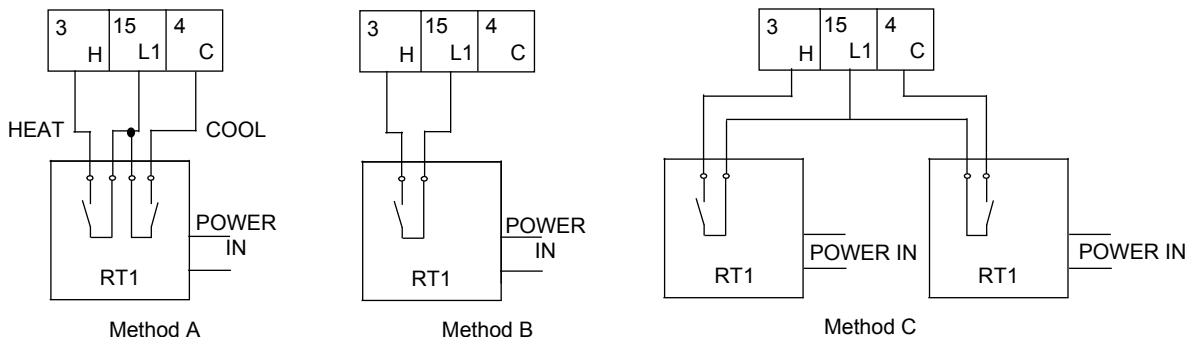 3 15 4
H L1 C
HEAT COOL
POWER
IN
RT1
Method A
3 15 4
H L1 C
POWER
IN
RT1
Method B
3 15 4
H L1 C
POWER IN
RT1
POWER IN
RT1
Method C